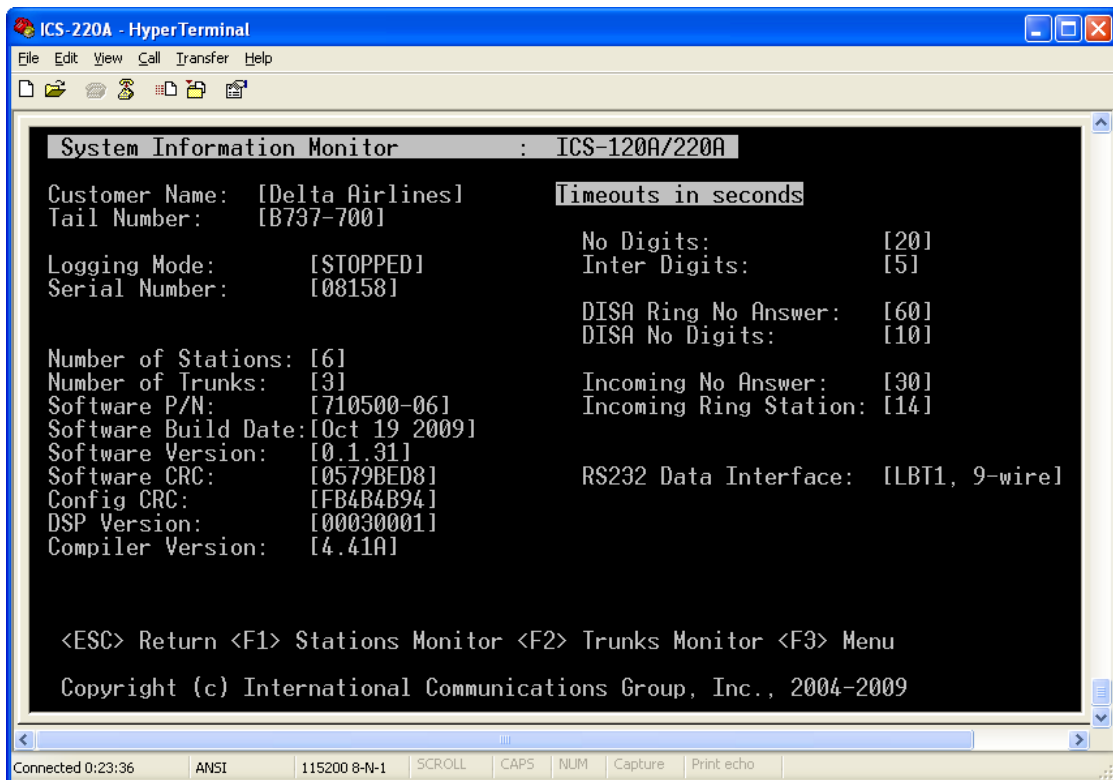 ICS-220A - HyperTerminal
File Edit View Call Transfer Help
System Information Monitor : ICS-120A/220A
Customer Name: [Delta Airlines] Timeouts in seconds
Tail Number: [B737-700]
No Digits: [20]
Logging Mode: [STOPPED] Inter Digits: [5]
Serial Number: [08158]
DISA Ring No Answer: [60]
DISA No Digits: [10]
Number of Stations: [6]
Number of Trunks: [3] Incoming No Answer: [30]
Software P/N: [710500-06] Incoming Ring Station: [14]
Software Build Date:[Oct 19 2009]
Software Version: [0.1.31]
Software CRC: [0579BED8] RS232 Data Interface: [LBT1, 9-wire]
Config CRC: [FB4B4B94]
DSP Version: [00030001]
Compiler Version: [4.41A]
<ESC> Return <F1> Stations Monitor <F2> Trunks Monitor <F3> Menu
Copyright (c) International Communications Group, Inc., 2004-2009
Connected 0:23:36 ANSI 115200 8-N-1 SCROLL CAPS NUM Capture Print echo